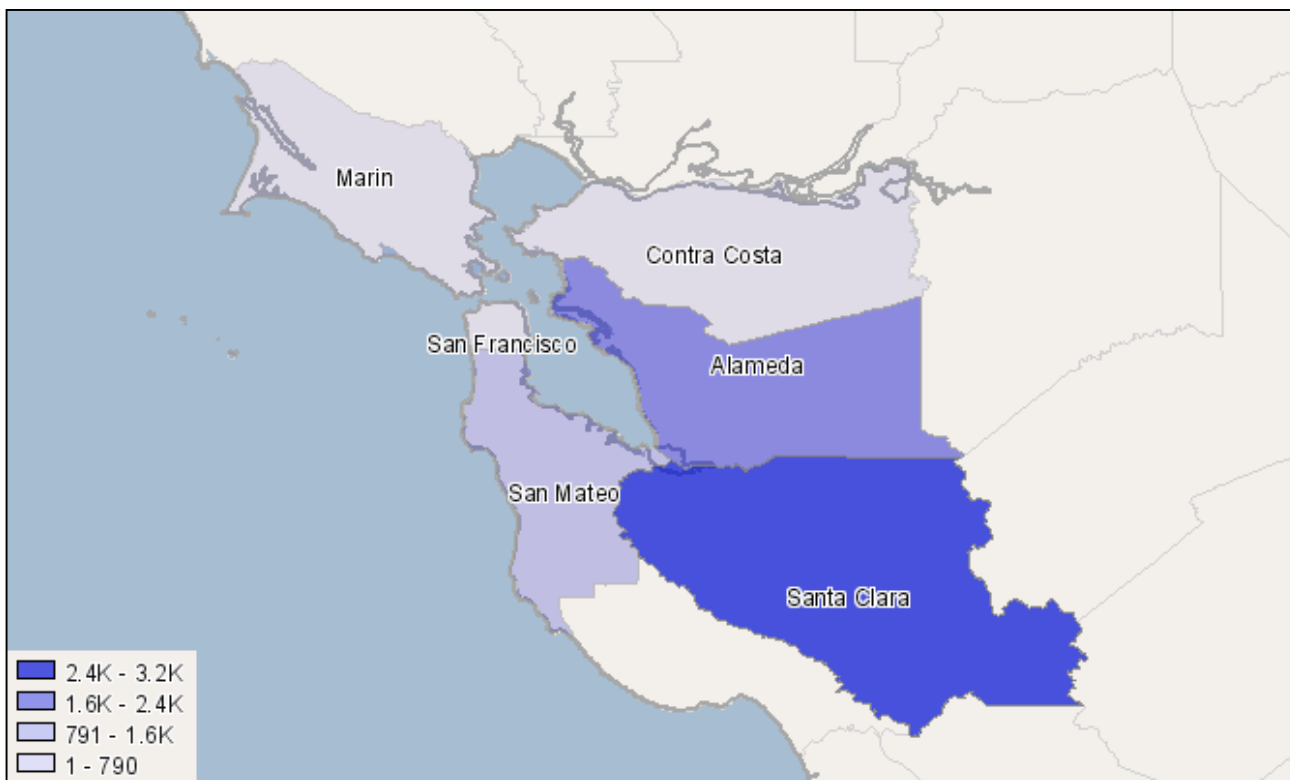 Marin
Contra Costa
San Francisco
Alameda
San Mateo
Santa Clara
2.4K - 3.2K
1.6K - 2.4K
791 - 1.6K
1 - 790